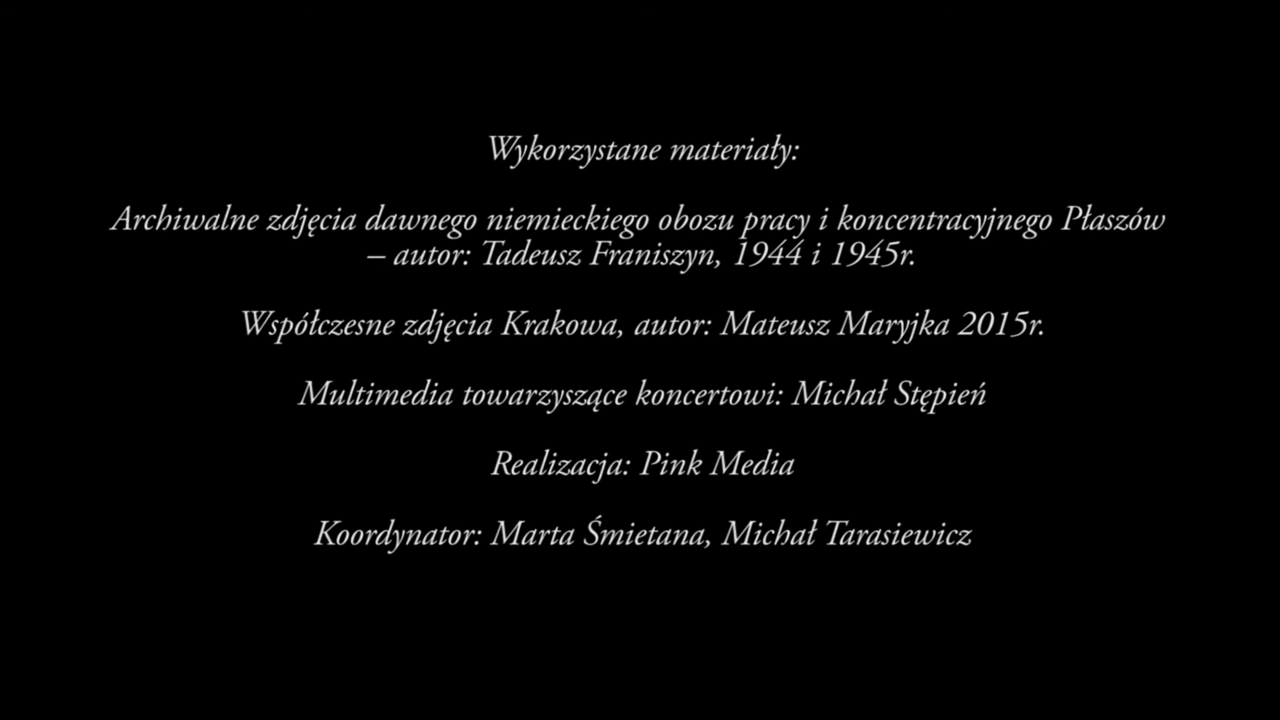 Wykorzystane materiały:
Archiwalne zdjęcia dawnego niemieckiego obozu pracy i koncentracyjnego Płaszów
– autor: Tadeusz Franiszyn, 1944 i 1945r.
Współczesne zdjęcia Krakowa, autor: Mateusz Maryjka 2015r.
Multimedia towarzyszące koncertowi: Michał Stępień
Realizacja: Pink Media
Koordynator: Marta Śmietana, Michał Tarasiewicz